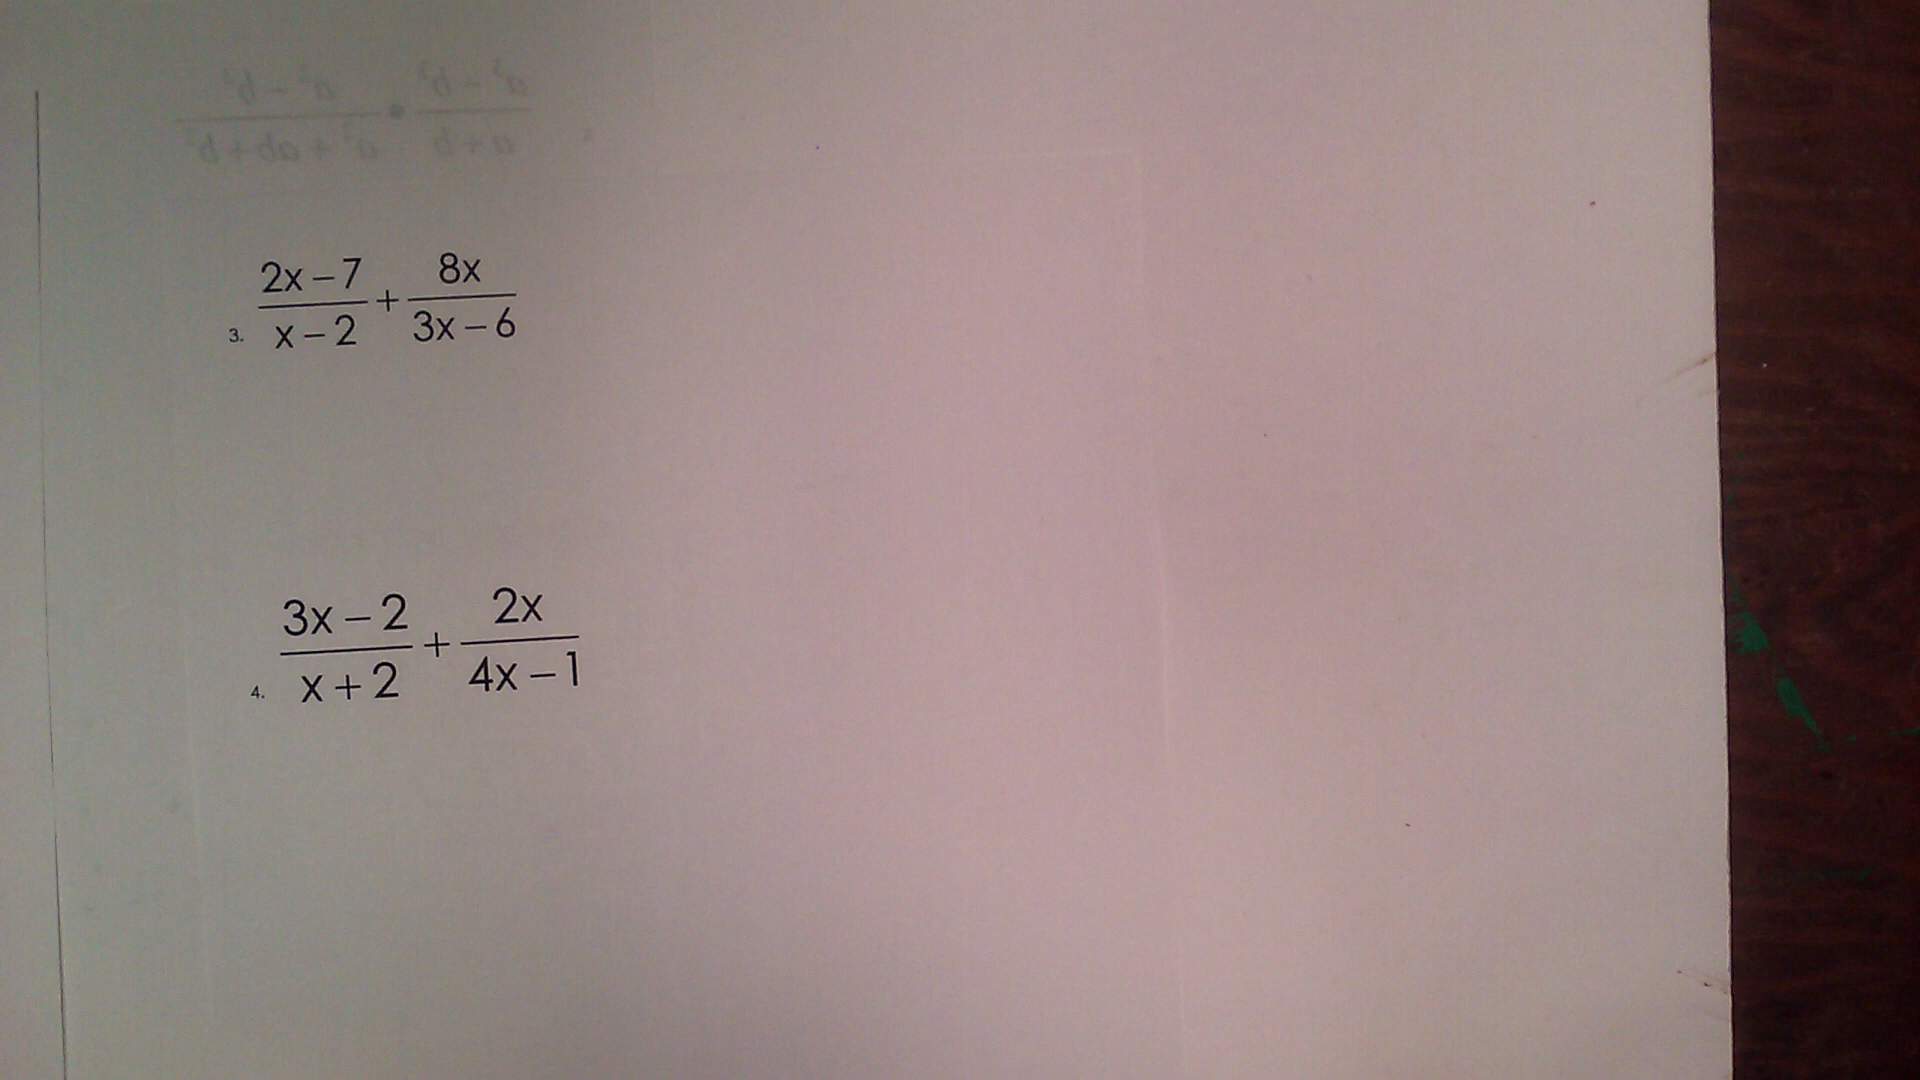 3. (2x – 7)/(x – 2) + 8x/(3x – 6)
4. (3x – 2)/(x + 2) + 2x/(4x – 1)